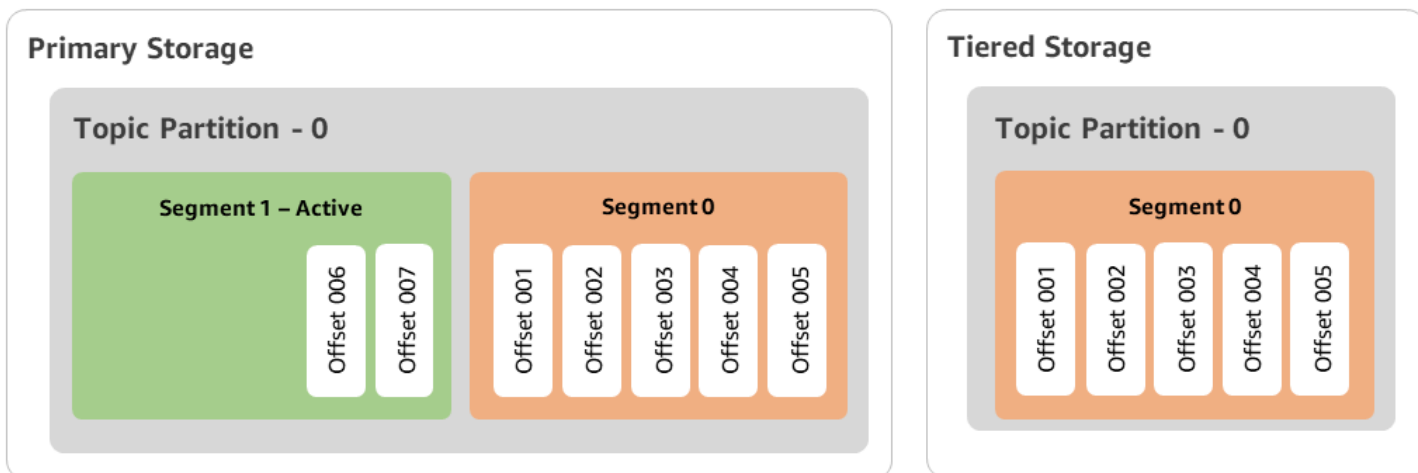 Primary Storage
Topic Partition - 0
Segment 1 – Active
Offset 006
Offset 007
Segment 0
Offset 001
Offset 002
Offset 003
Offset 004
Offset 005
Tiered Storage
Topic Partition - 0
Segment 0
Offset 001
Offset 002
Offset 003
Offset 004
Offset 005